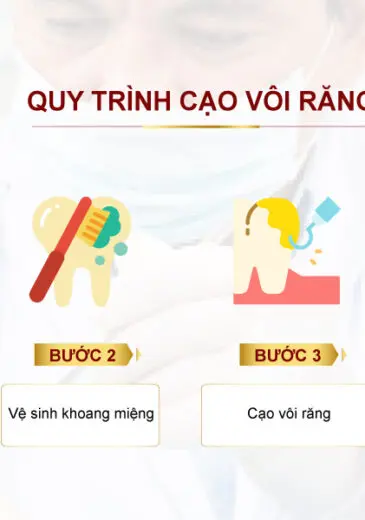 QUY TRÌNH CẠO VÔI RĂNG
BƯỚC 2
BƯỚC 3
Vệ sinh khoang miệng
Cạo vôi răng